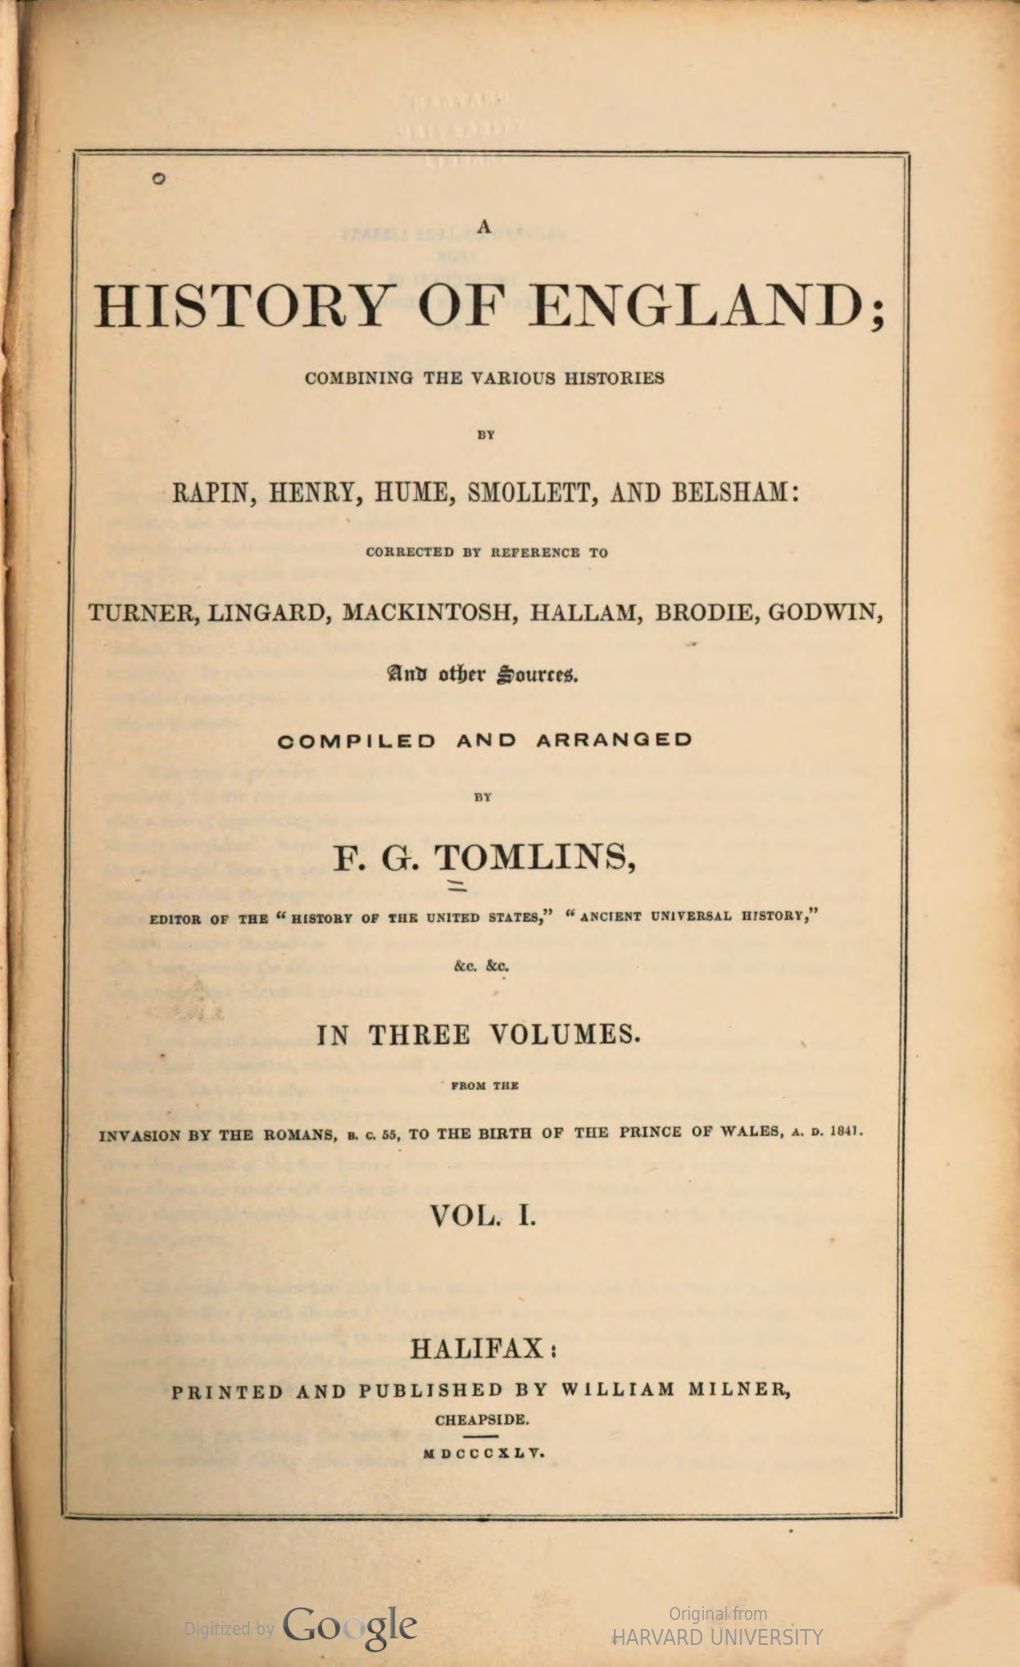 A
HISTORY OF ENGLAND;
COMBINING THE VARIOUS HISTORIES
BY
RAPIN, HENRY, HUME, SMOLLETT, AND BELSHAM:
CORRECTED BY REFERENCE TO
TURNER, LINGARD, MACKINTOSH, HALLAM, BRODIE, GODWIN,
And other Sources.
COMPILED AND ARRANGED
BY
F. G. TOMLINS,
EDITOR OF THE “HISTORY OF THE UNITED STATES,” “ANCIENT UNIVERSAL HISTORY,”
&c. &c.
IN THREE VOLUMES.
FROM THE
INVASION BY THE ROMANS, B. C. 55, TO THE BIRTH OF THE PRINCE OF WALES, A. D. 1841.
VOL. I.
HALIFAX:
PRINTED AND PUBLISHED BY WILLIAM MILNER,
CHEAPSIDE.
MDCCCXLV.
Digitized by Google
Original from
HARVARD UNIVERSITY